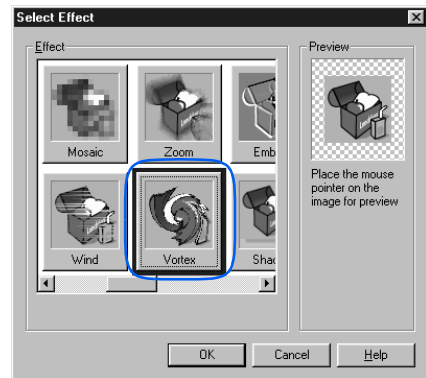 Select Effect
Effect
Preview
Mosaic
Zoom
Emb
Place the mouse
pointer on the
image for preview
Wind
Vortex
Shac
OK
Cancel
Help